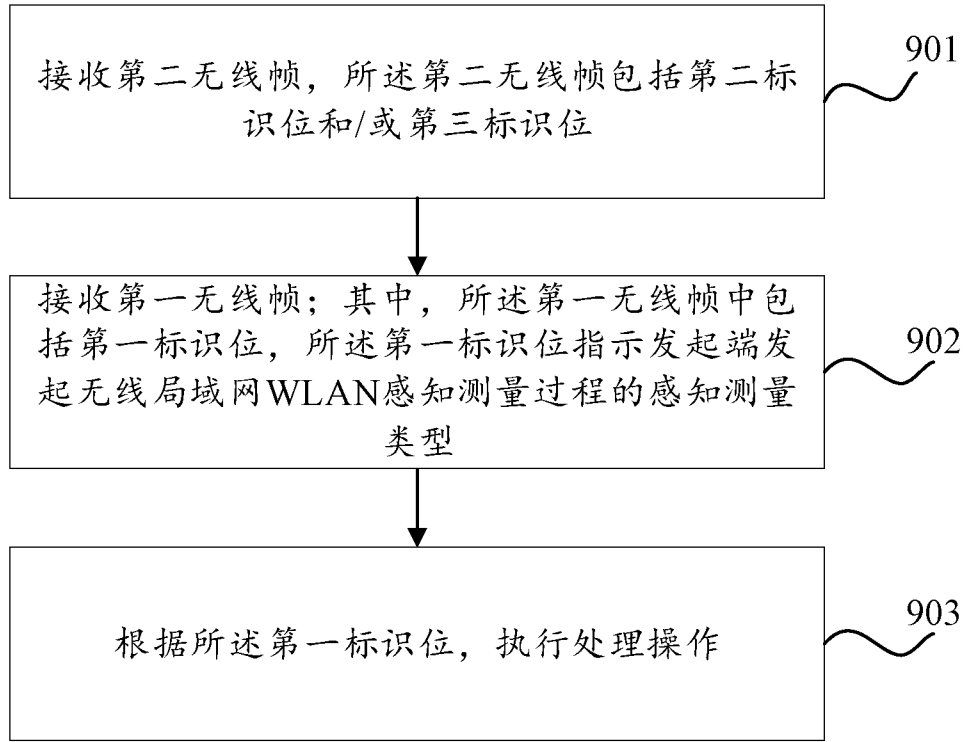 接收第二无线帧，所述第二无线帧包括第二标
识位和/或第三标识位
901
接收第一无线帧；其中，所述第一无线帧中包
括第一标识位，所述第一标识位指示发起端发
起无线局域网WLAN感知测量过程的感知测量
类型
902
根据所述第一标识位，执行处理操作
903